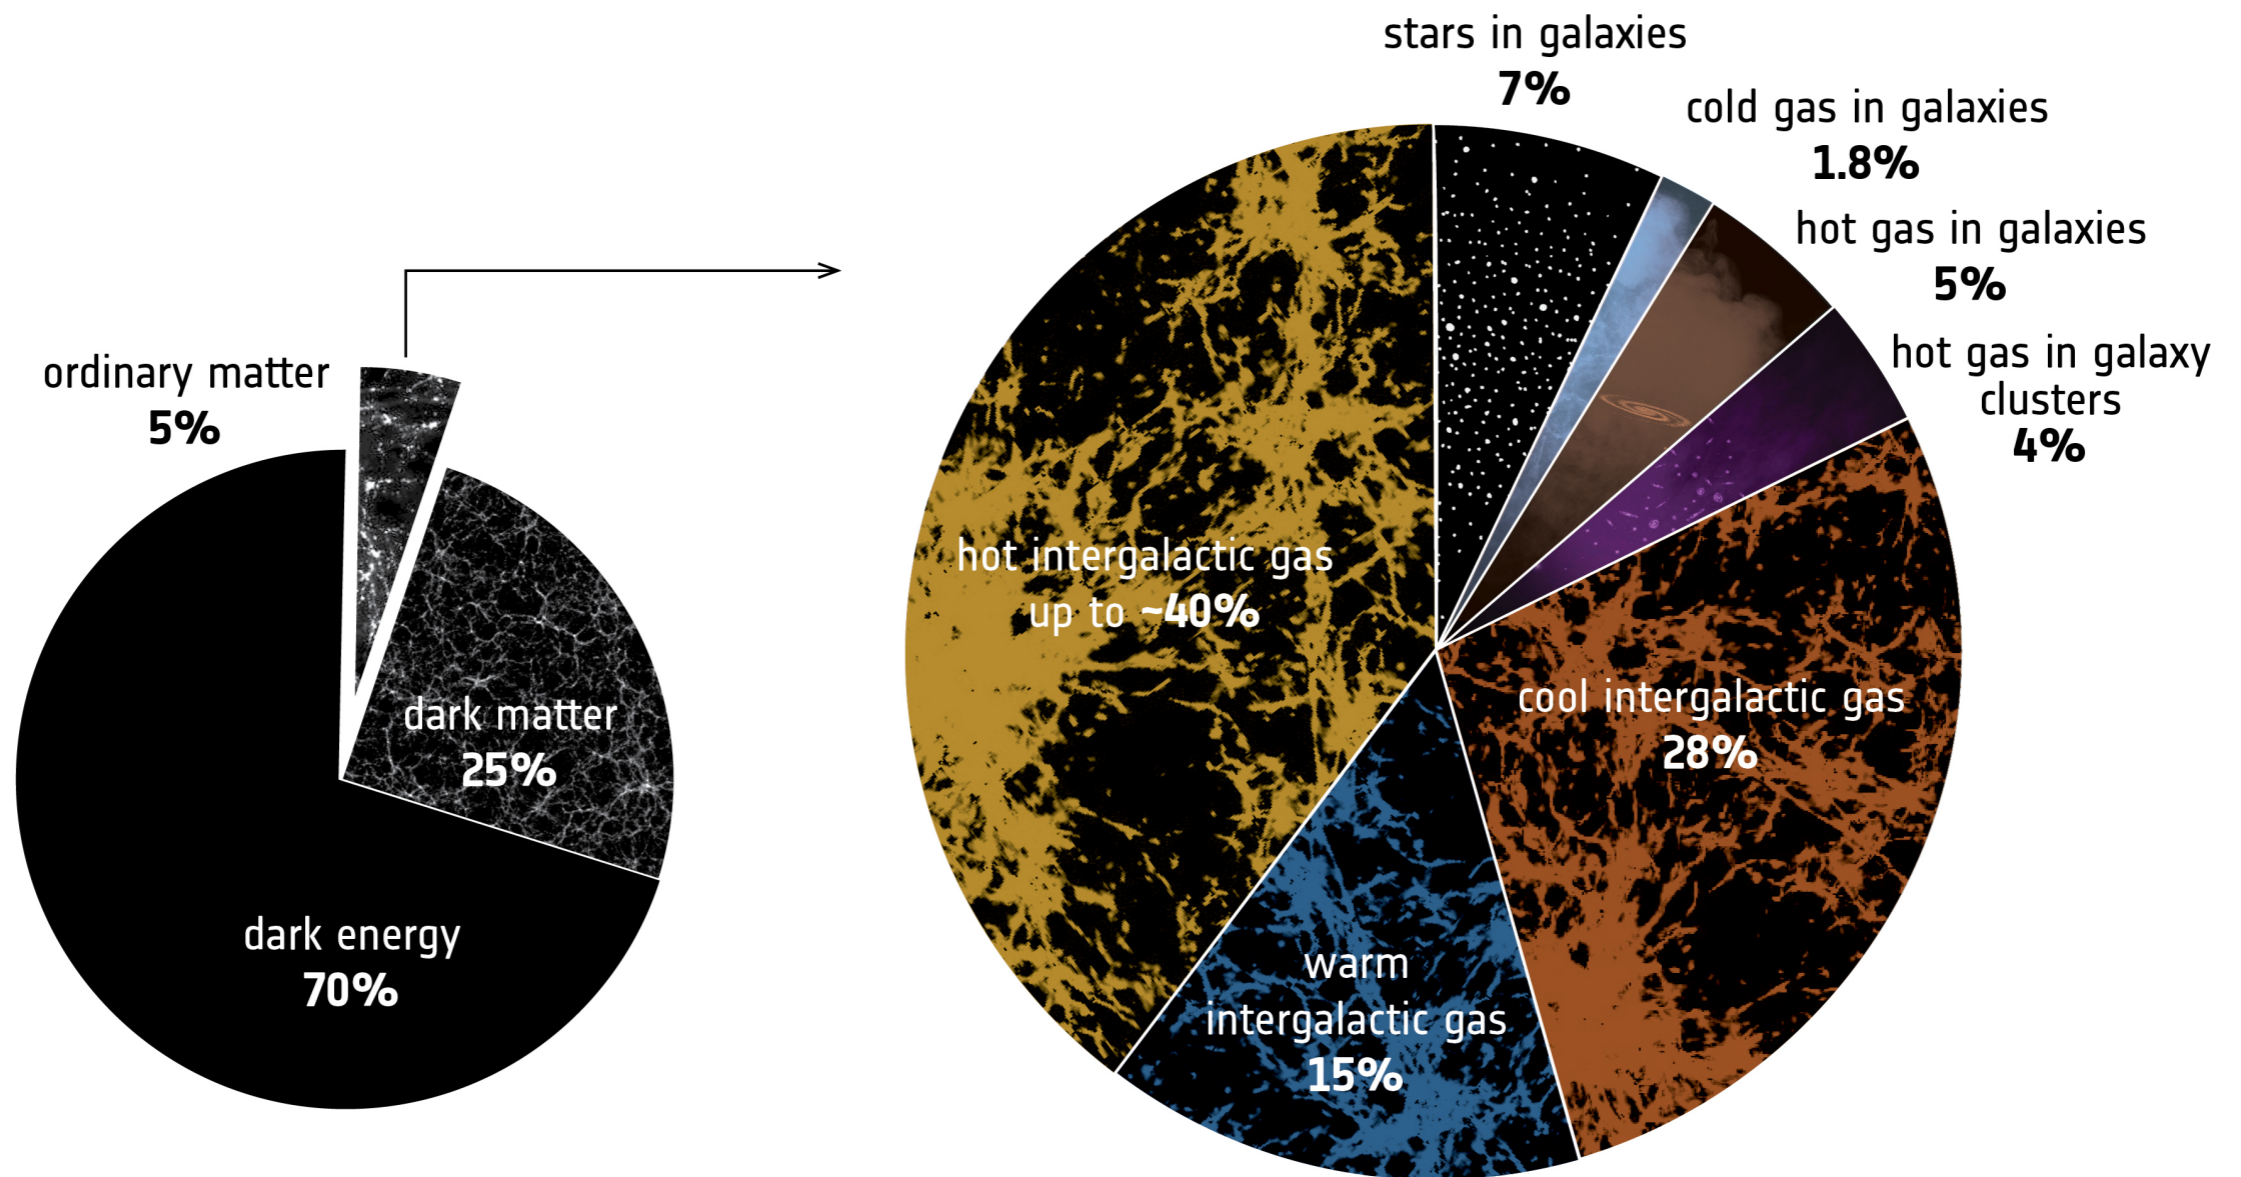 ordinary matter
5%
dark matter
25%
dark energy
70%
stars in galaxies
7%
cold gas in galaxies
1.8%
hot gas in galaxies
5%
hot gas in galaxy
clusters
4%
cool intergalactic gas
28%
warm
intergalactic gas
15%
hot intergalactic gas
up to ~40%